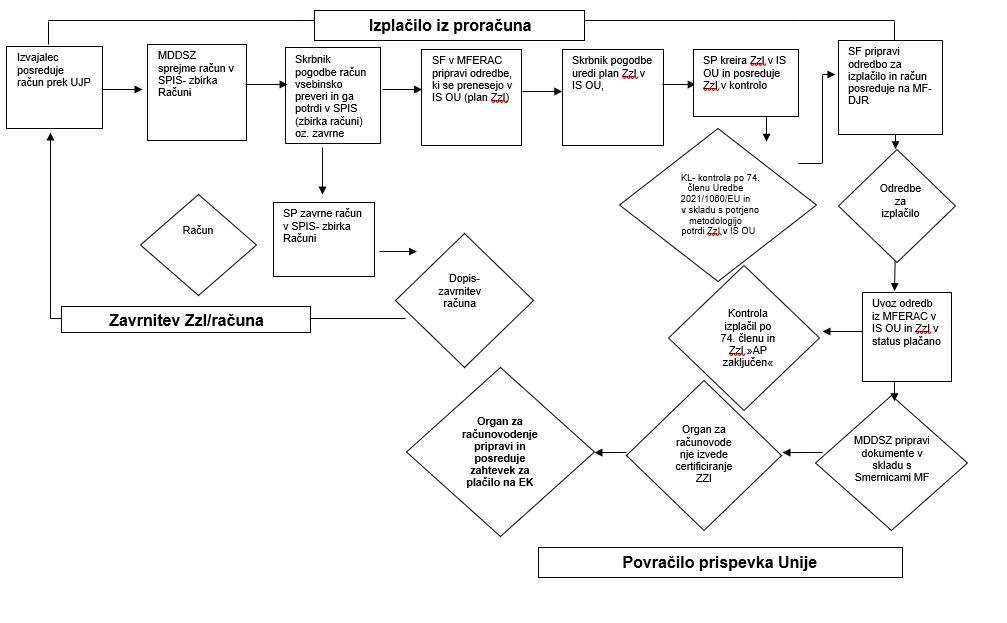 Izplačilo iz proračuna
Izvajalec
posreduje
račun prek UJP
MDDSZ
sprejme račun v
SPIS- zbirka
Računi
Skrbnik
pogodbe račun
vsebinsko
preveri in ga
potrdi v SPIS
(zbirka računi)
oz. zavrne
SF v MFERAC
pripravi odredbe,
ki se prenesejo v
IS OU (plan ZzI)
Skrbnik pogodbe
uredi plan ZzI v
IS OU,
SP kreira ZzI v IS
OU in posreduje
ZzI v kontrolo
SF pripravi
odredbo za
izplačilo in račun
posreduje na MF-
DJR
KL- kontrola po 74.
členu Uredbe
2021/1060/EU in
v skladu s potrjeno
metodologijo
potrdi ZzI v IS OU
Odredbe
za
izplačilo
Račun
SP zavrne račun
v SPIS- zbirka
Računi
Dopis-
zavrnitev
računa
Zavrnitev ZzI/računa
Kontrola
izplačil po
74. členu in
ZzI »AP
zaključen«
Uvoz odredb
iz MFERAC v
IS OU in ZzI v
status plačano
Organ za
računovodenje
pripravi in
posreduje
zahtevek za
plačilo na EK
Organ za
računovode
nje izvede
certificiranje
ZZI
MDDSZ pripravi
dokumente v
skladu s
Smernicami MF
Povračilo prispevka Unije